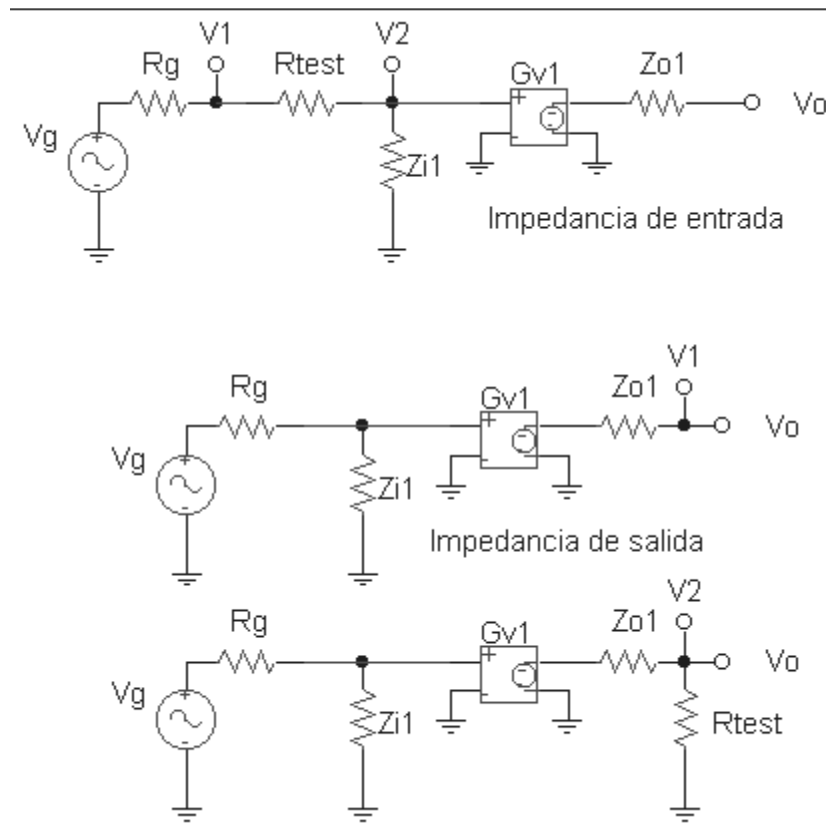 V1 V2
Rg Rtest Gv1 Zo1
Vg Vo
Zi1
Impedancia de entrada
V1
Rg Gv1 Zo1
Vg Vo
Zi1
Impedancia de salida
V2
Rg Gv1 Zo1
Vg Vo
Zi1 Rtest